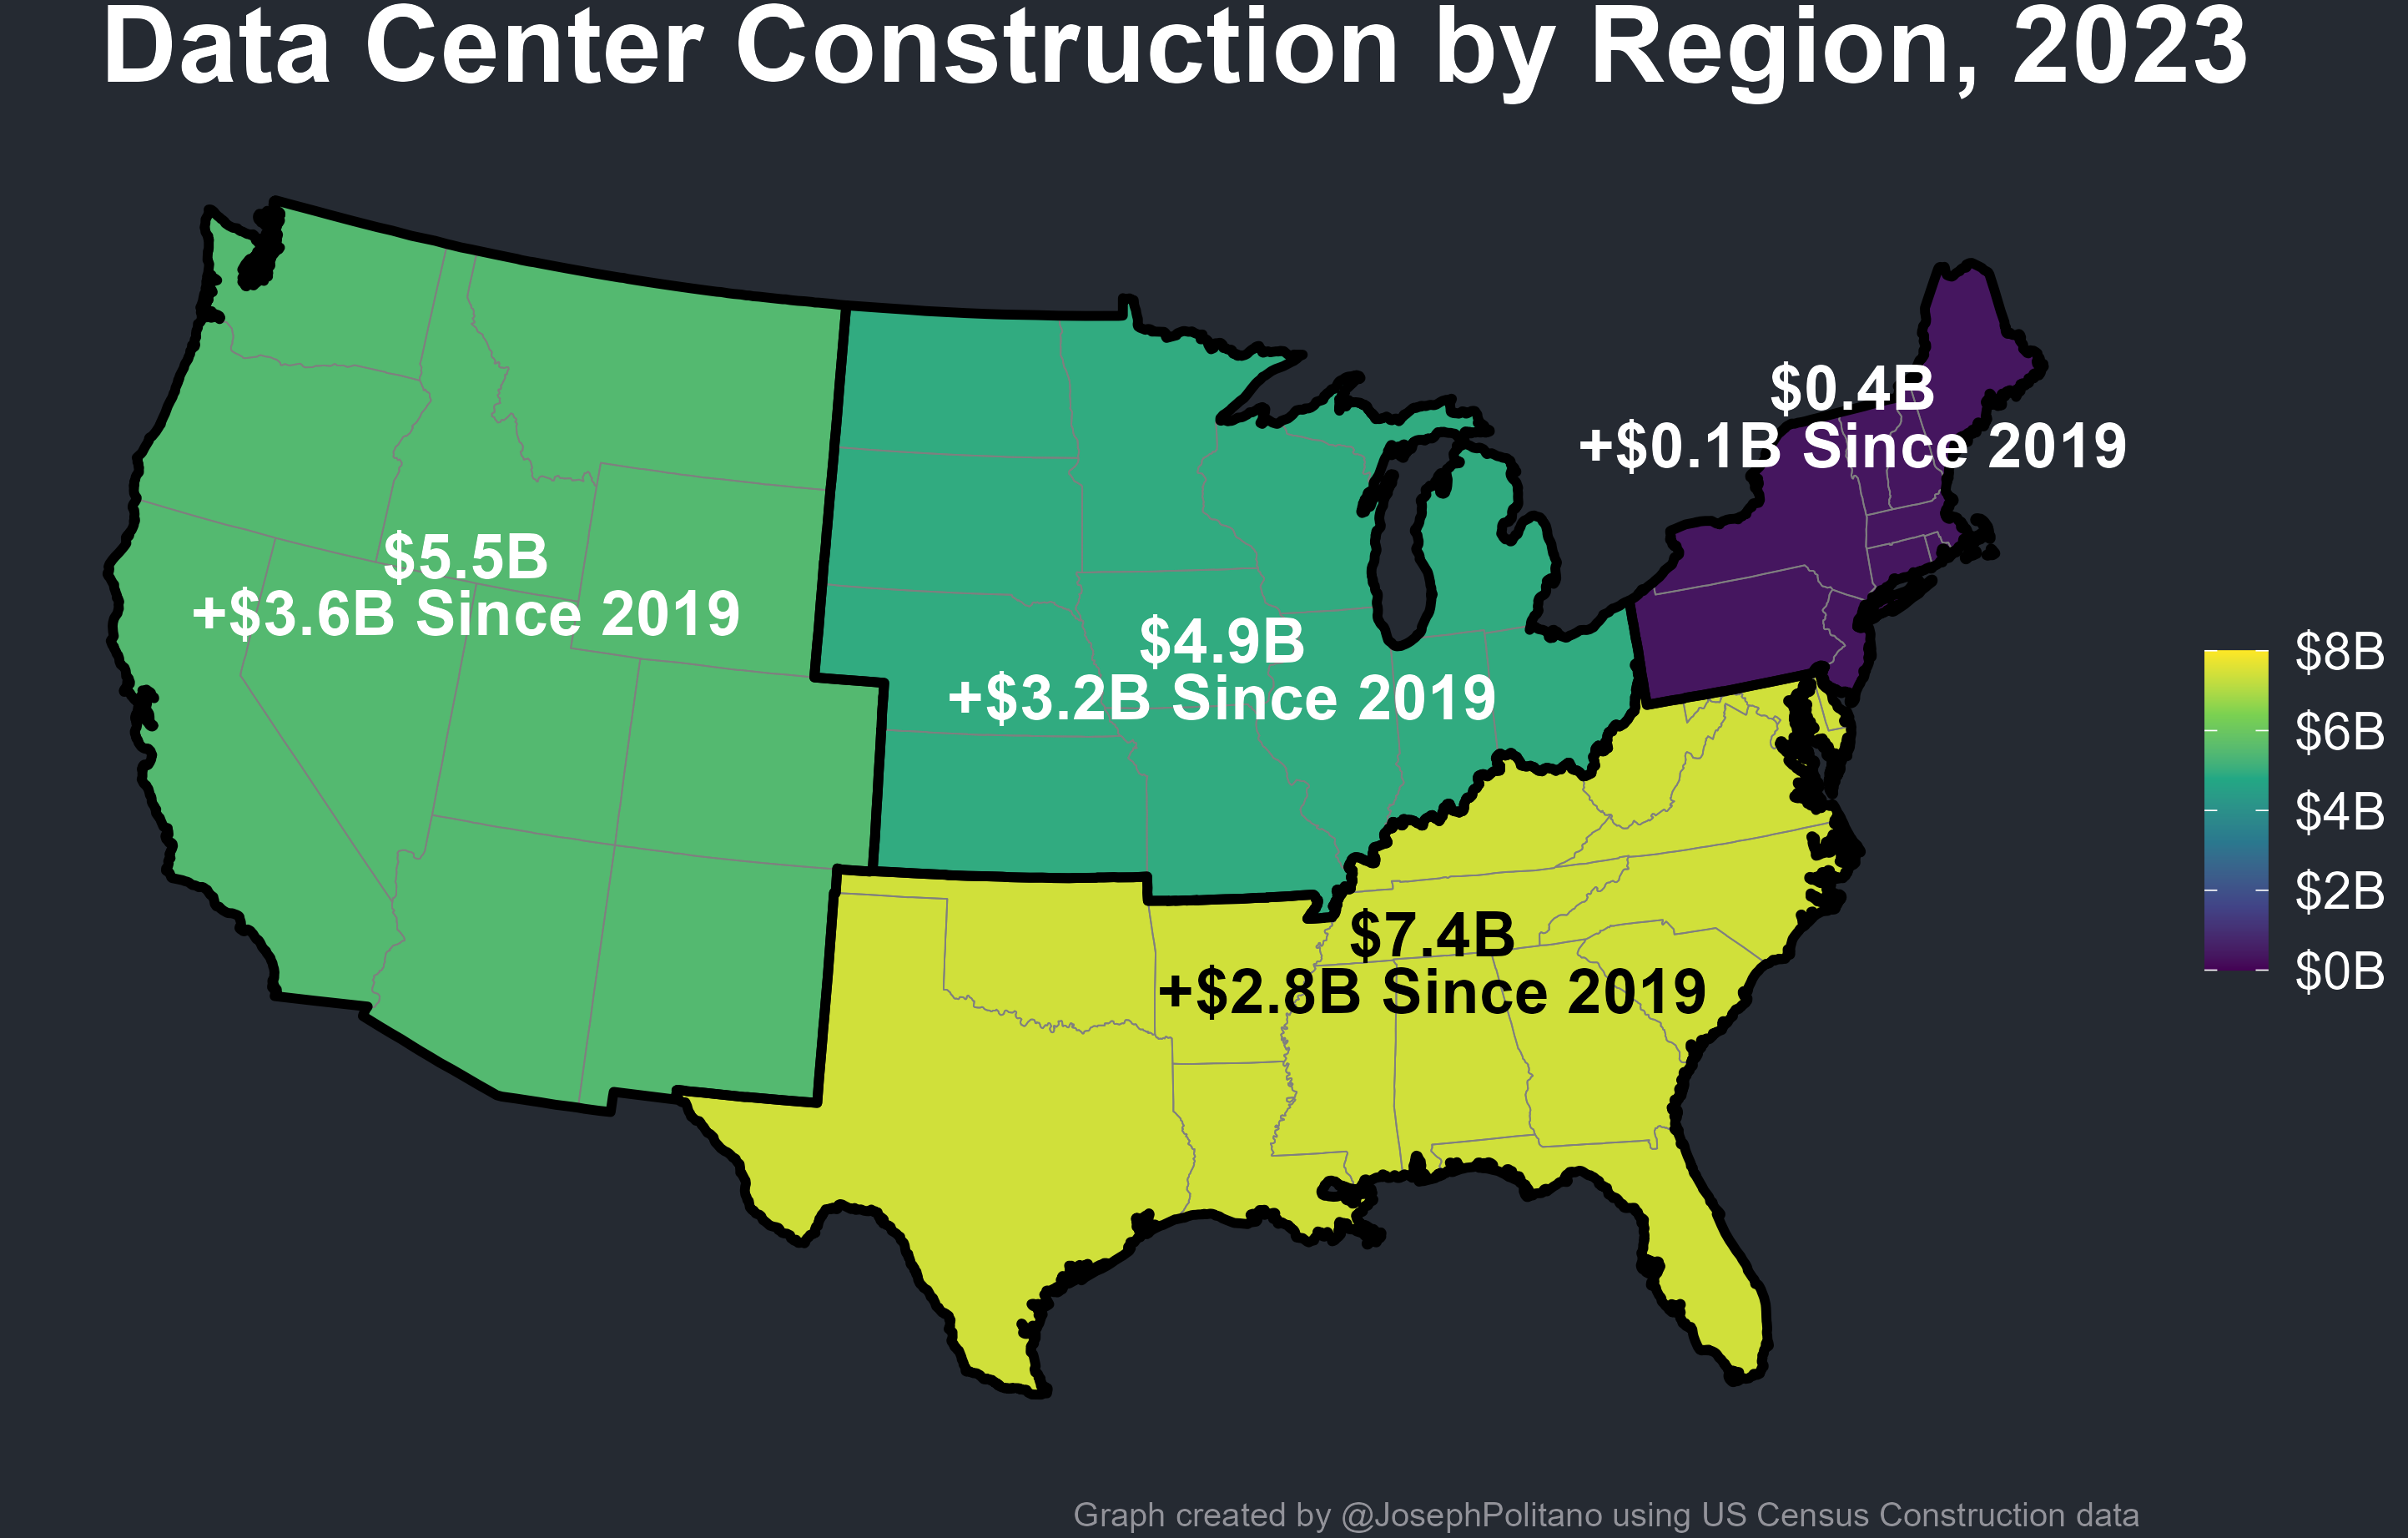 Data Center Construction by Region, 2023
$0.4B
+$0.1B Since 2019
$5.5B
+$3.6B Since 2019
$4.9B
+$3.2B Since 2019
$7.4B
+$2.8B Since 2019
$8B
$6B
$4B
$2B
$0B
Graph created by @JosephPolitano using US Census Construction data